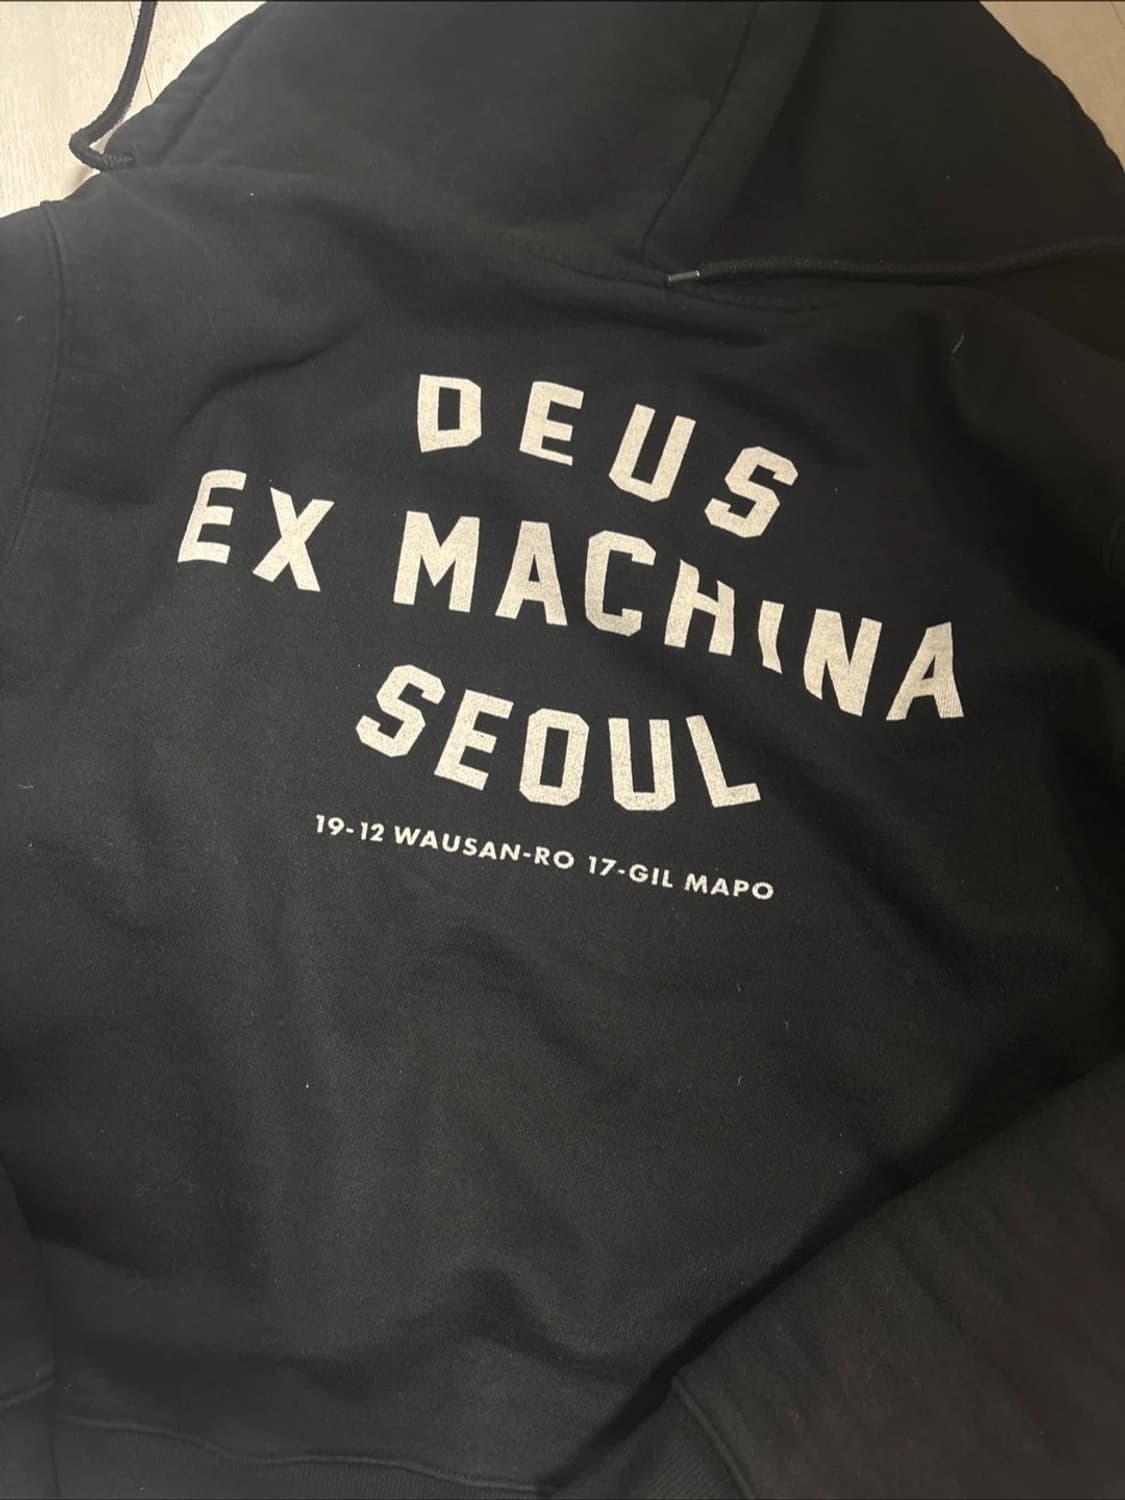 DEUS
EX MACHINA
SEOUL
19-12 WAUSAN-RO 17-GIL MAPO